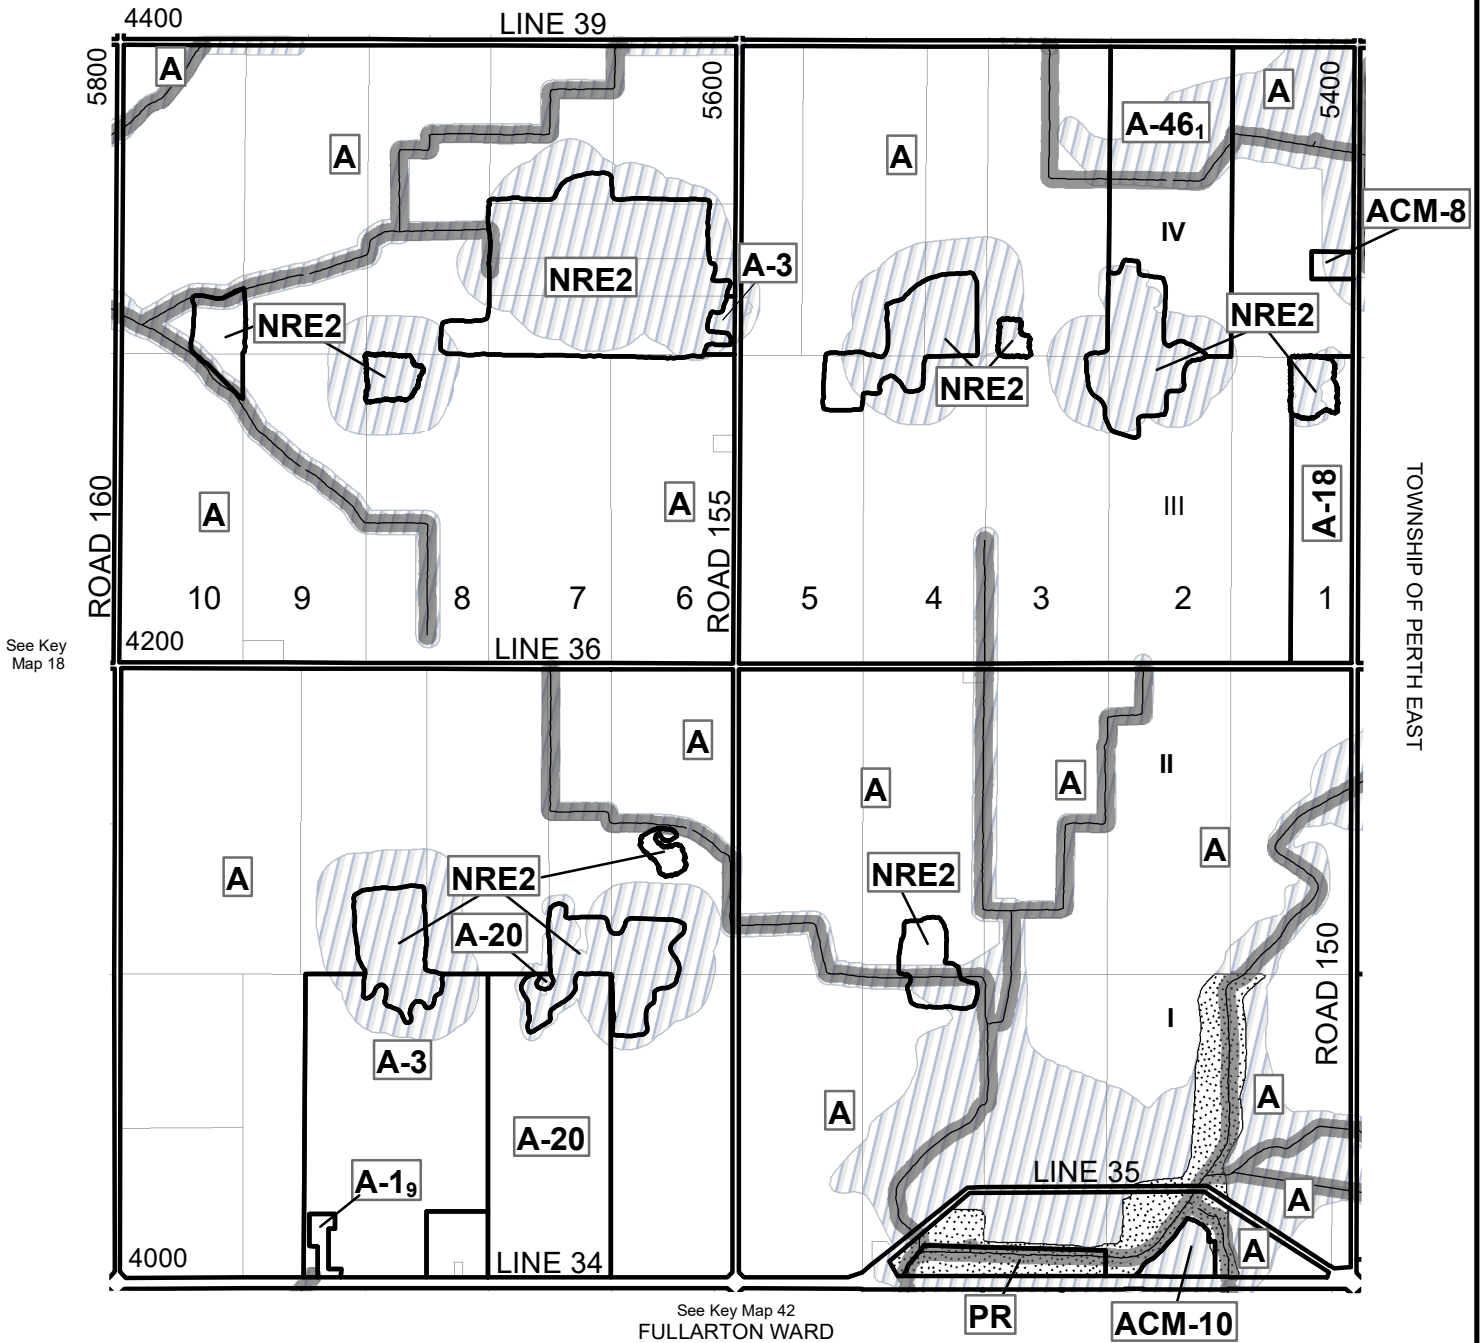 4400
LINE 39
5800
5600
5400
A
A
A
A
A-46₁
ACM-8
IV
NRE2
A-3
NRE2
NRE2
NRE2
A
A
III
A-18
ROAD 160
ROAD 155
TOWNSHIP OF PERTH EAST
10
9
8
7
6
5
4
3
2
1
4200
LINE 36
See Key
Map 18
A
A
A
II
A
A
NRE2
NRE2
A-20
I
ROAD 150
A-3
A-20
A
A
A-1₉
LINE 35
A
A
4000
LINE 34
See Key Map 42
FULLARTON WARD
PR
ACM-10